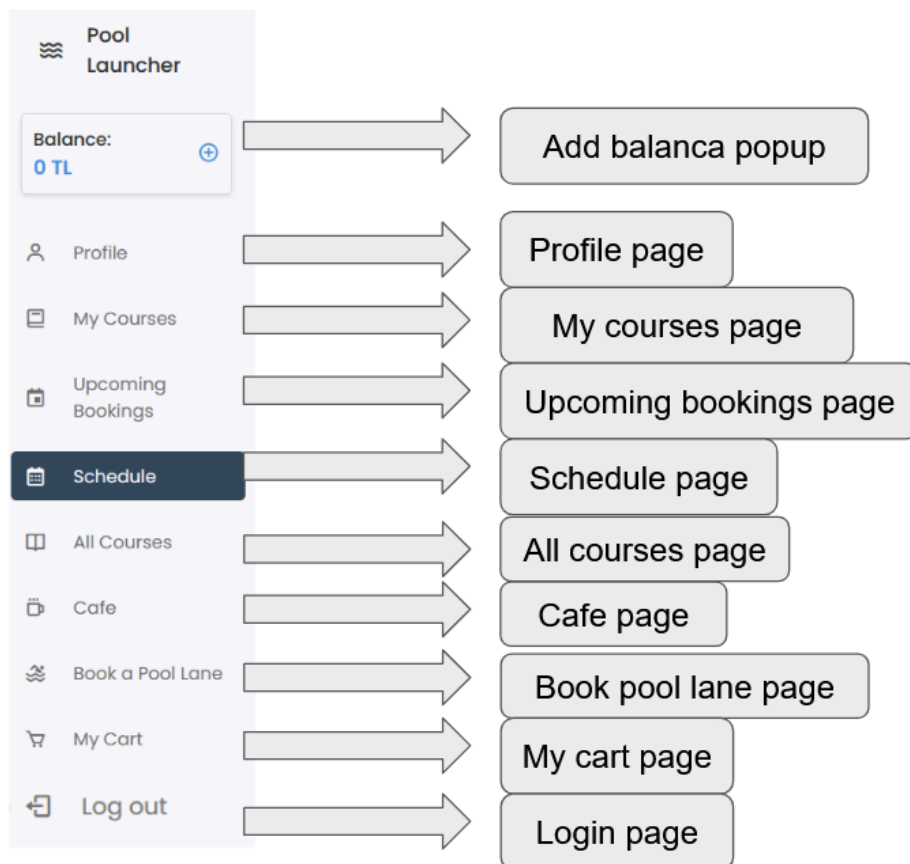 Pool
Launcher
Balance:
0 TL
Add balanca popup
Profile
Profile page
My Courses
My courses page
Upcoming
Bookings
Upcoming bookings page
Schedule
Schedule page
All Courses
All courses page
Cafe
Cafe page
Book a Pool Lane
Book pool lane page
My Cart
My cart page
Log out
Login page